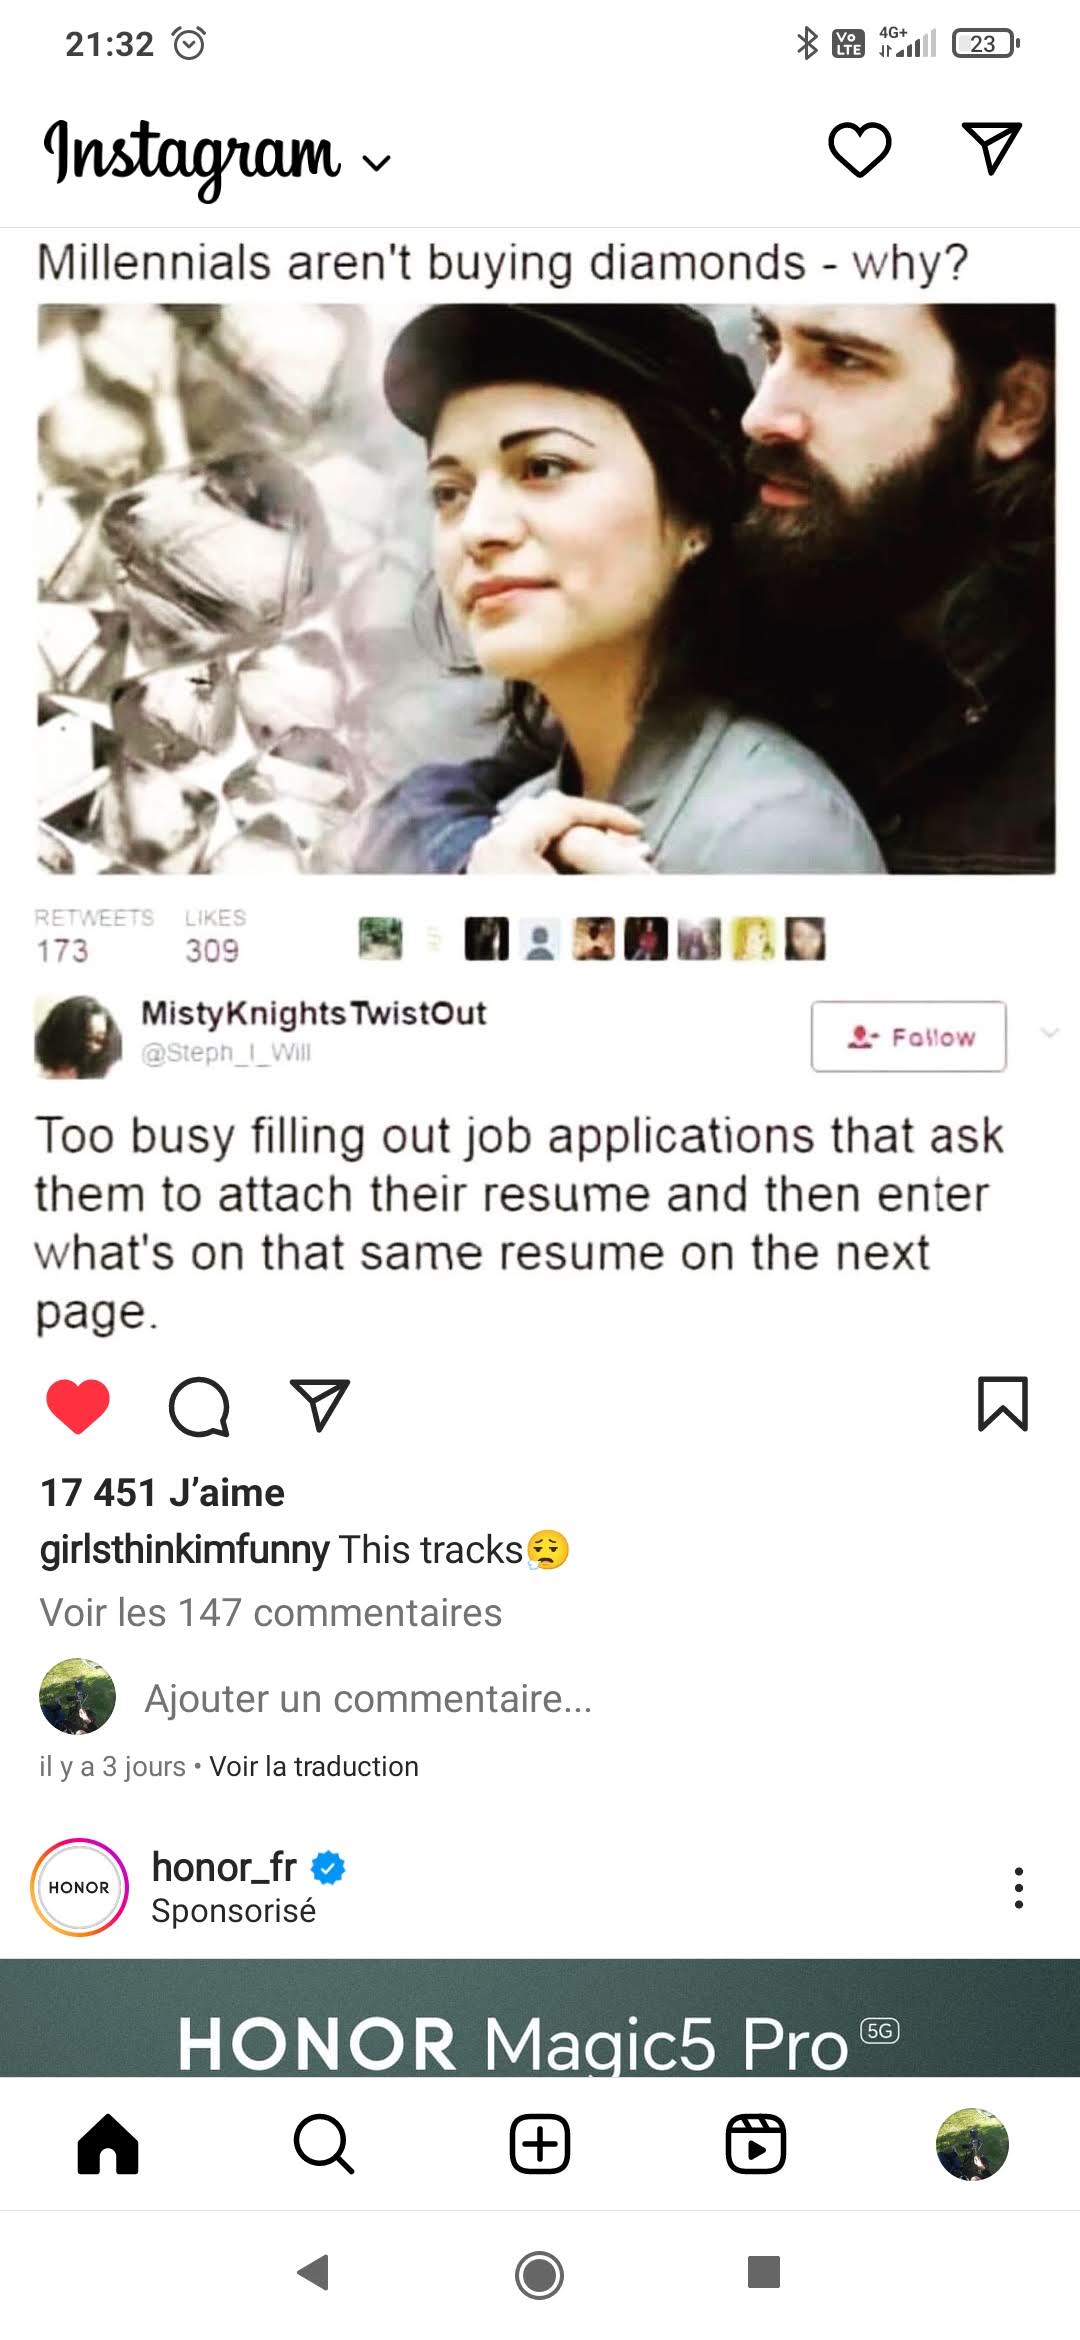 21:32
Vo LTE
4G+
23
Instagram
Millennials aren't buying diamonds - why?
RETWEETS LIKES
173 309
MistyKnightsTwistOut
@Steph_I_Will
Follow
Too busy filling out job applications that ask
them to attach their resume and then enter
what's on that same resume on the next
page.
17 451 J’aime
girlsthinkimfunny This tracks😮‍💨
Voir les 147 commentaires
Ajouter un commentaire...
il y a 3 jours • Voir la traduction
HONOR
honor_fr
Sponsorisé
HONOR Magic5 Pro 5G